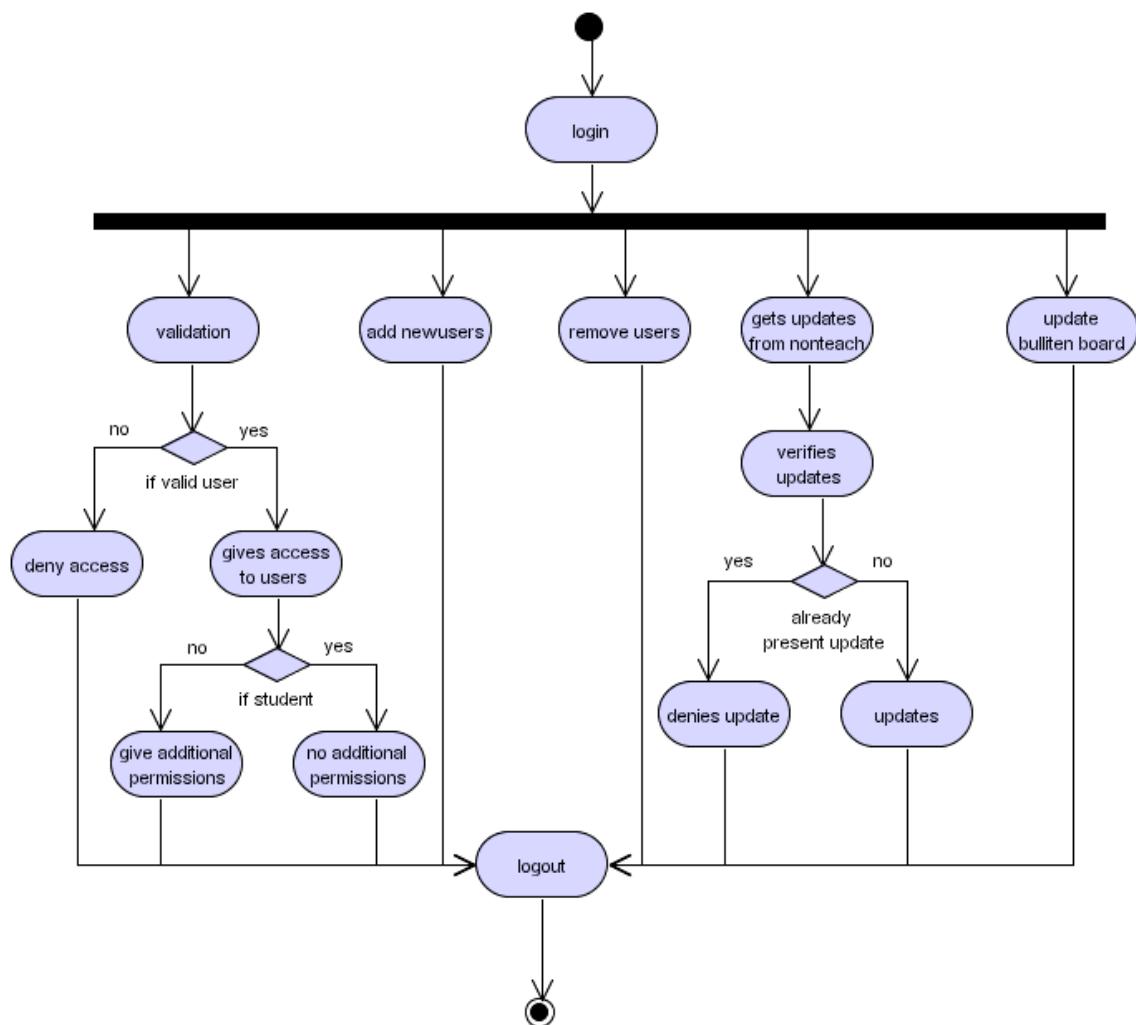 login
validation
add newusers
remove users
gets updates
from nonteach
update
bulliten board
no
yes
if valid user
verifies
updates
deny access
gives access
to users
yes
no
already
present update
no
yes
if student
denies update
updates
give additional
permissions
no additional
permissions
logout